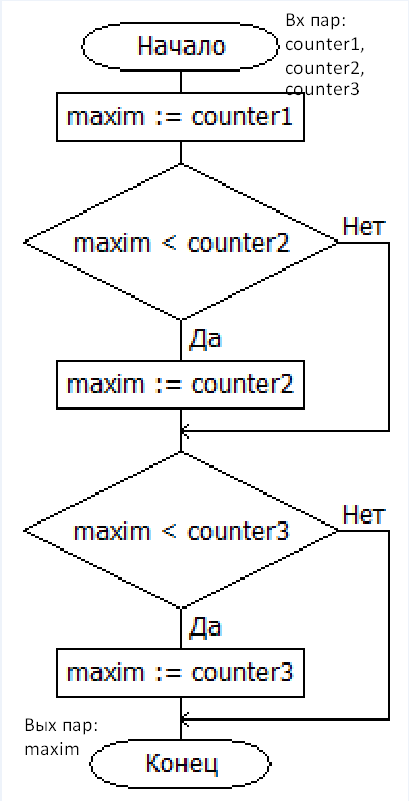 Начало
Вх пар:
counter1,
counter2,
counter3
maxim := counter1
maxim < counter2
Нет
Да
maxim := counter2
maxim < counter3
Нет
Да
maxim := counter3
Вых пар:
maxim
Конец